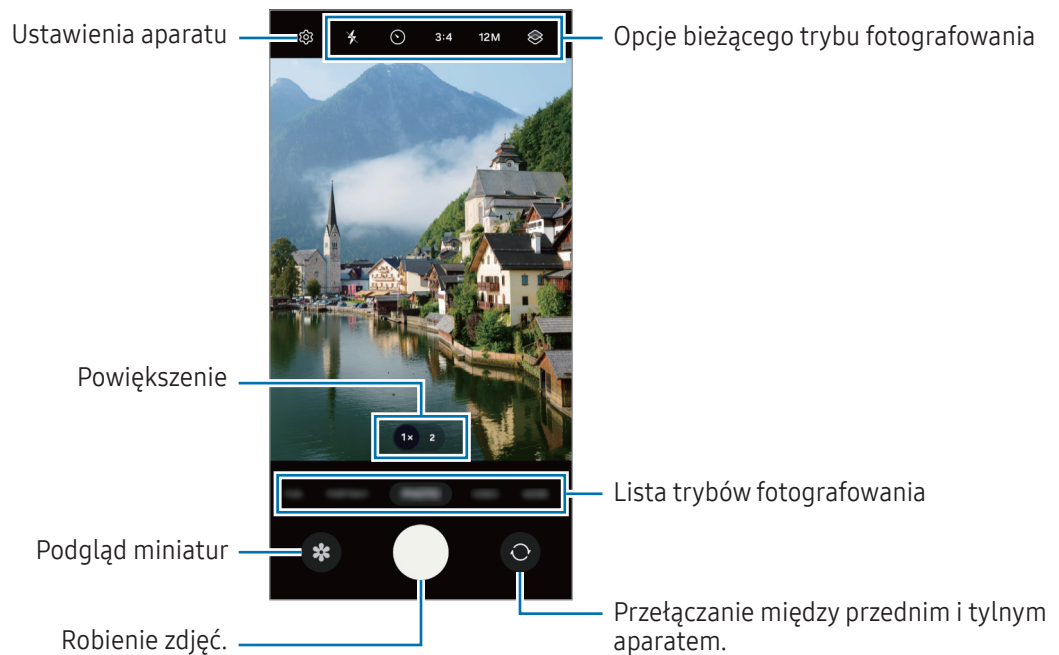 Ustawienia aparatu
3:4
12M
Opcje bieżącego trybu fotografowania
Powiększenie
1×
2
Lista trybów fotografowania
Podgląd miniatur
Robienie zdjęć.
Przełączanie między przednim i tylnym
aparatem.